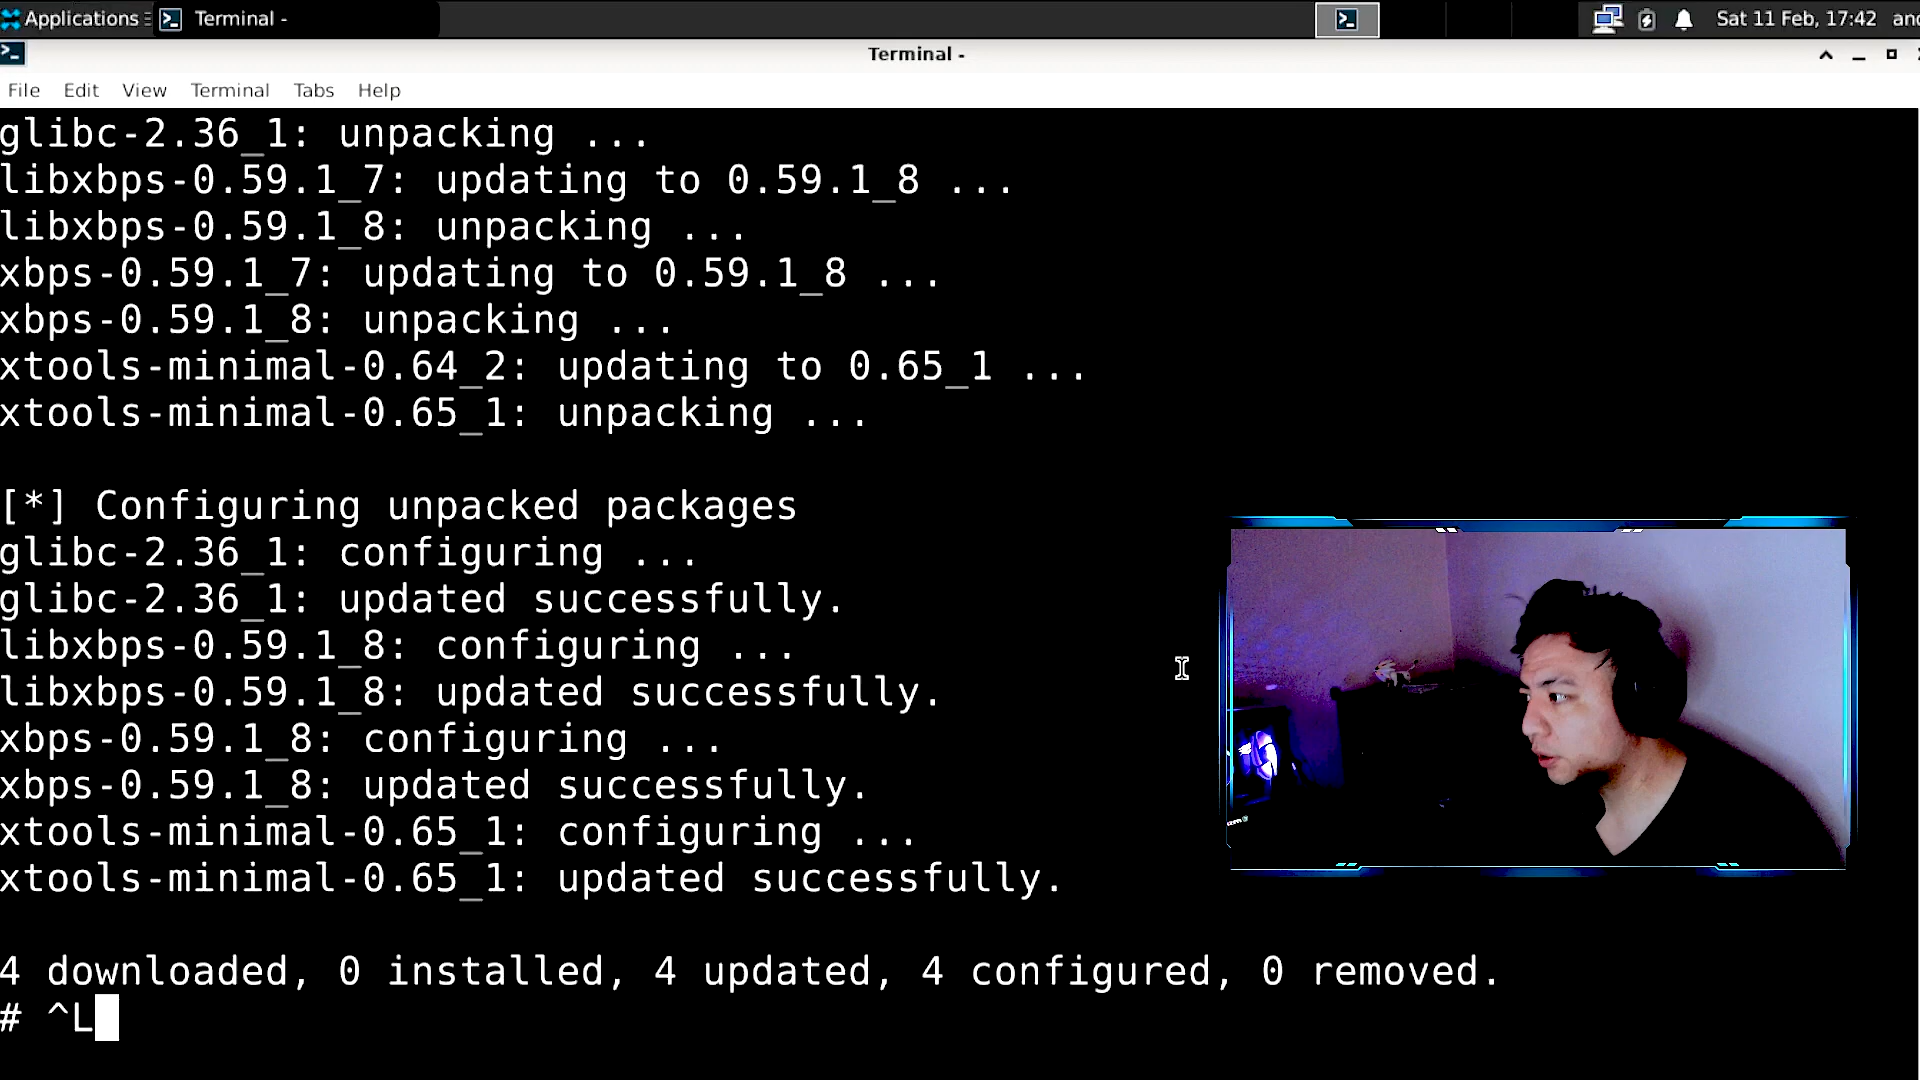 Applications
Terminal -
Sat 11 Feb, 17:42
Terminal -
File Edit View Terminal Tabs Help
glibc-2.36_1: unpacking ...
libxbps-0.59.1_7: updating to 0.59.1_8 ...
libxbps-0.59.1_8: unpacking ...
xbps-0.59.1_7: updating to 0.59.1_8 ...
xbps-0.59.1_8: unpacking ...
xtools-minimal-0.64_2: updating to 0.65_1 ...
xtools-minimal-0.65_1: unpacking ...
[*] Configuring unpacked packages
glibc-2.36_1: configuring ...
glibc-2.36_1: updated successfully.
libxbps-0.59.1_8: configuring ...
libxbps-0.59.1_8: updated successfully.
xbps-0.59.1_8: configuring ...
xbps-0.59.1_8: updated successfully.
xtools-minimal-0.65_1: configuring ...
xtools-minimal-0.65_1: updated successfully.
4 downloaded, 0 installed, 4 updated, 4 configured, 0 removed.
# ^L